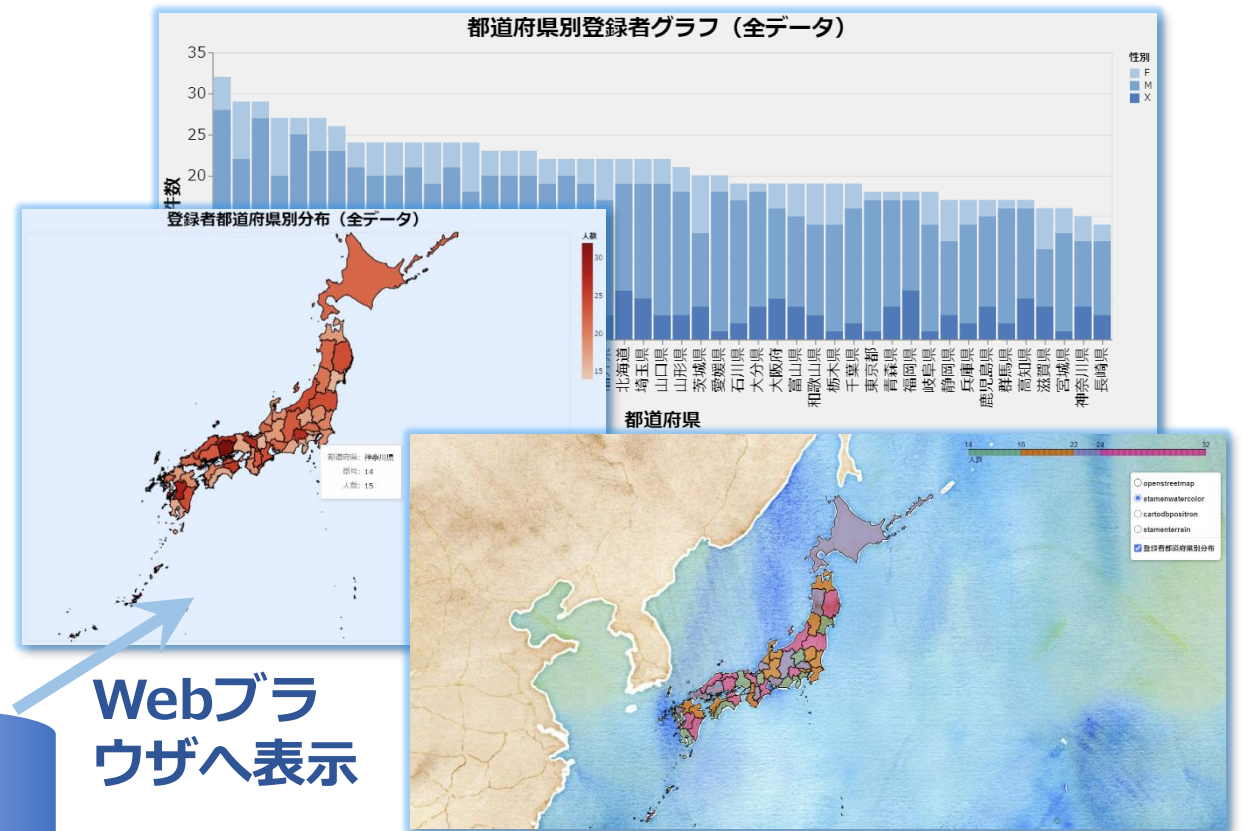 都道府県別登録者グラフ（全データ）
性別
F
M
X
35
30
25
20
件数
北海道
埼玉県
山口県
山形県
茨城県
愛媛県
石川県
大分県
大阪府
富山県
和歌山県
栃木県
千葉県
東京都
青森県
福岡県
岐阜県
静岡県
兵庫県
鹿児島県
群馬県
高知県
滋賀県
宮城県
神奈川県
長崎県
都道府県
登録者都道府県別分布（全データ）
人数
30
25
20
15
都道府県: 神奈川県
番号: 14
人数: 15
14 18 22 24 32
人数
openstreetmap
stamenwatercolor
cartodbpositron
stamenterrain
登録者都道府県別分布
Webブラ
ウザへ表示